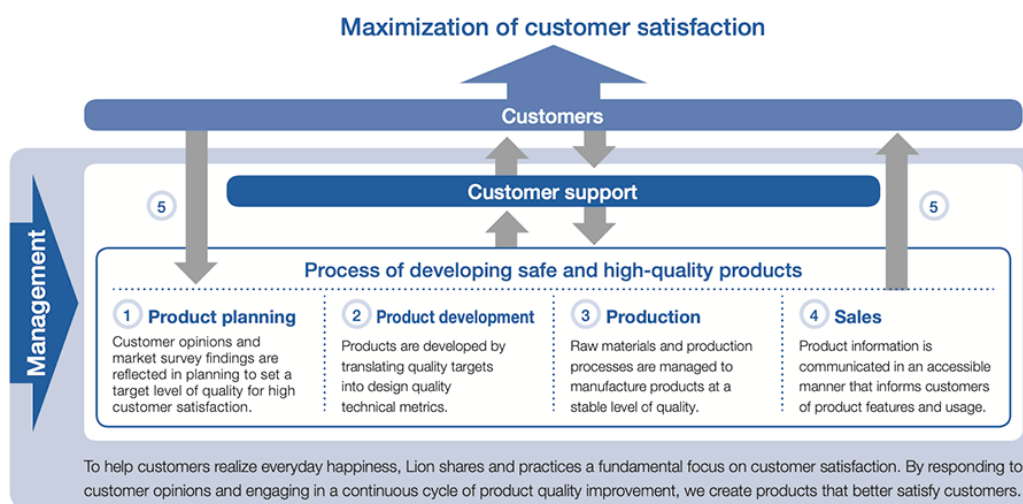 Maximization of customer satisfaction
Customers
Customer support
5
5
Management
Process of developing safe and high-quality products
1 Product planning
Customer opinions and
market survey findings are
reflected in planning to set a
target level of quality for high
customer satisfaction.
2 Product development
Products are developed by
translating quality targets
into design quality
technical metrics.
3 Production
Raw materials and production
processes are managed to
manufacture products at a
stable level of quality.
4 Sales
Product information is
communicated in an accessible
manner that informs customers
of product features and usage.
To help customers realize everyday happiness, Lion shares and practices a fundamental focus on customer satisfaction. By responding to
customer opinions and engaging in a continuous cycle of product quality improvement, we create products that better satisfy customers.